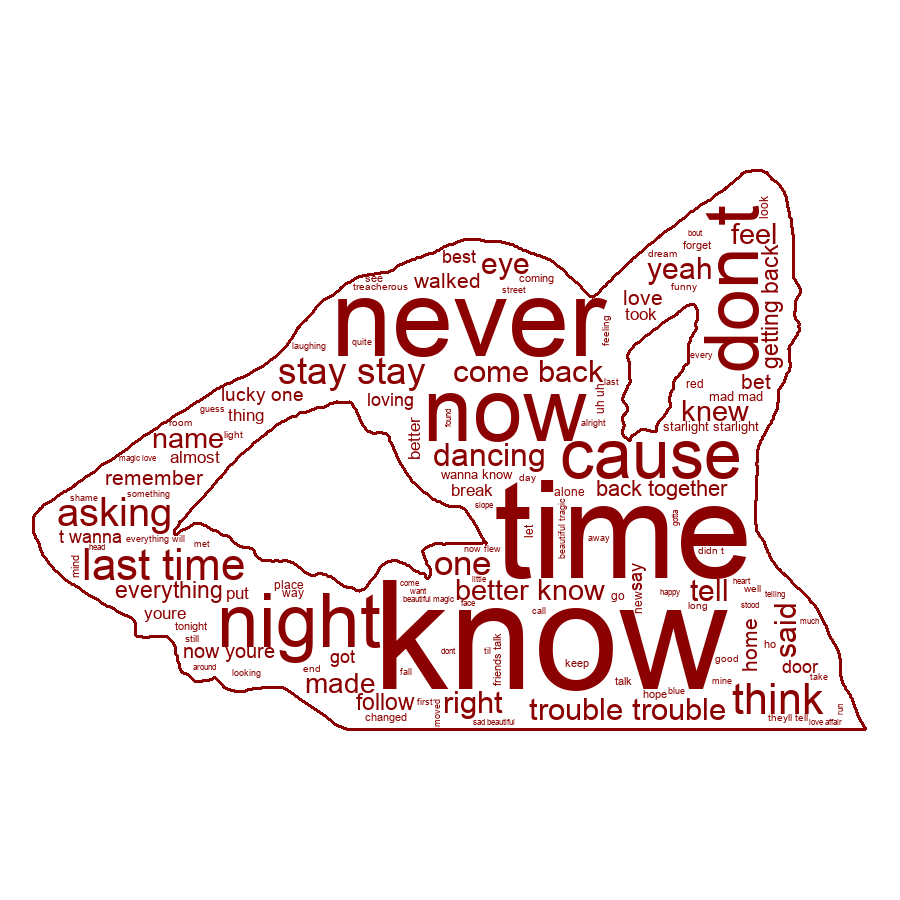 look
don t
bout
feel
forget
best
eye
dream
yeah
getting back
see
treacherous
walked
coming
street
funny
love
took
never
feeling
quite
laughing
every
stay stay
come back
last
red
bet
lucky one
loving
uh uh
mad mad
guess
thing
now
found
knew
room
light
better
alright
starlight starlight
name
almost
dancing
cause
magic love
remember
wanna know
day
break
alone
back together
something
shame
slope
time
asking
let
beautiful tragic
gotta
t wanna
everything will
met
away
head
now flew
didn t
mind
last time
one
little
heart
everything
put
place
way
come
want
better know
go
say
new
happy
tell
well
telling
beautiful magic
face
long
stood
youre
night
know
call
said
much
tonight
still
now youre
got
dont
til
friends talk
keep
good
home
ho
around
looking
end
fall
door
take
made
talk
mine
follow
first
moved
right
hope
blue
think
run
changed
sad beautiful
trouble trouble
theyll tell
love affair